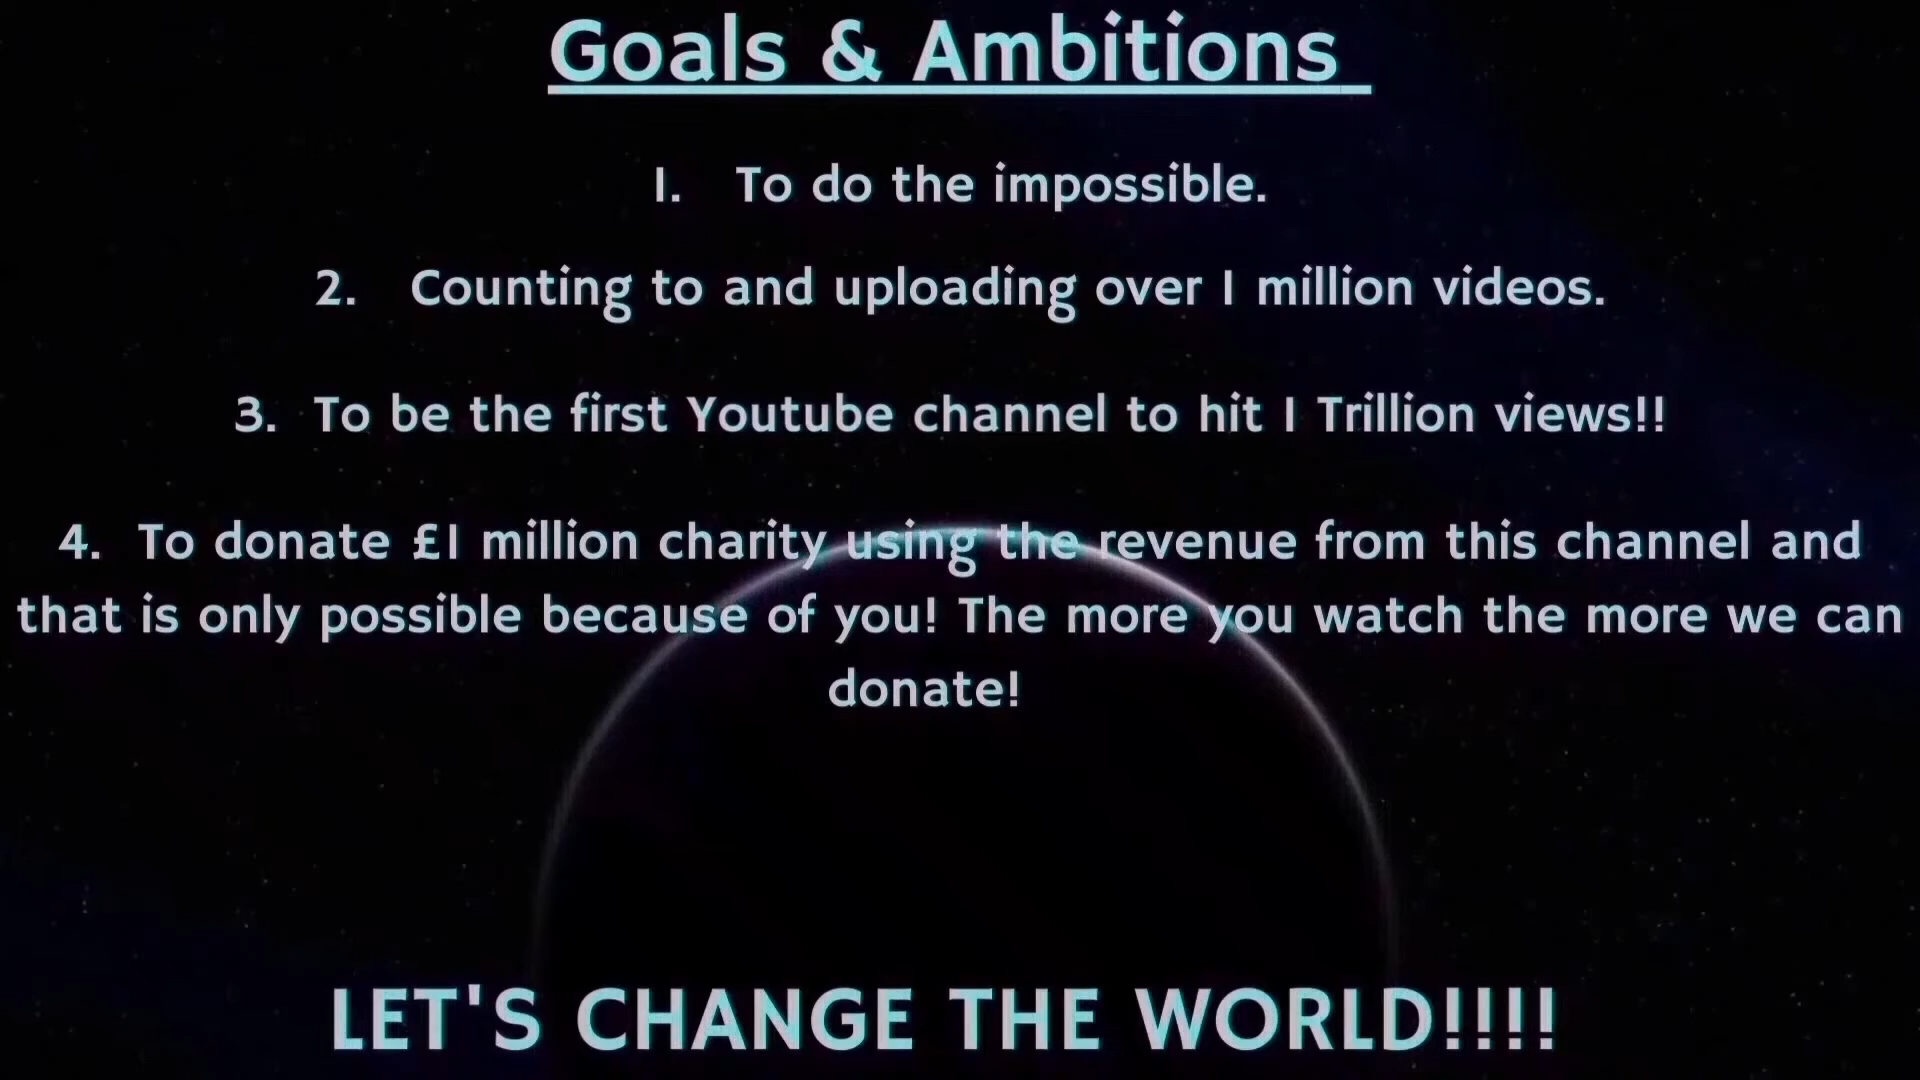 Goals & Ambitions
1. To do the impossible.
2. Counting to and uploading over 1 million videos.
3. To be the first Youtube channel to hit 1 Trillion views!!
4. To donate £1 million charity using the revenue from this channel and
that is only possible because of you! The more you watch the more we can
donate!
LET'S CHANGE THE WORLD!!!!